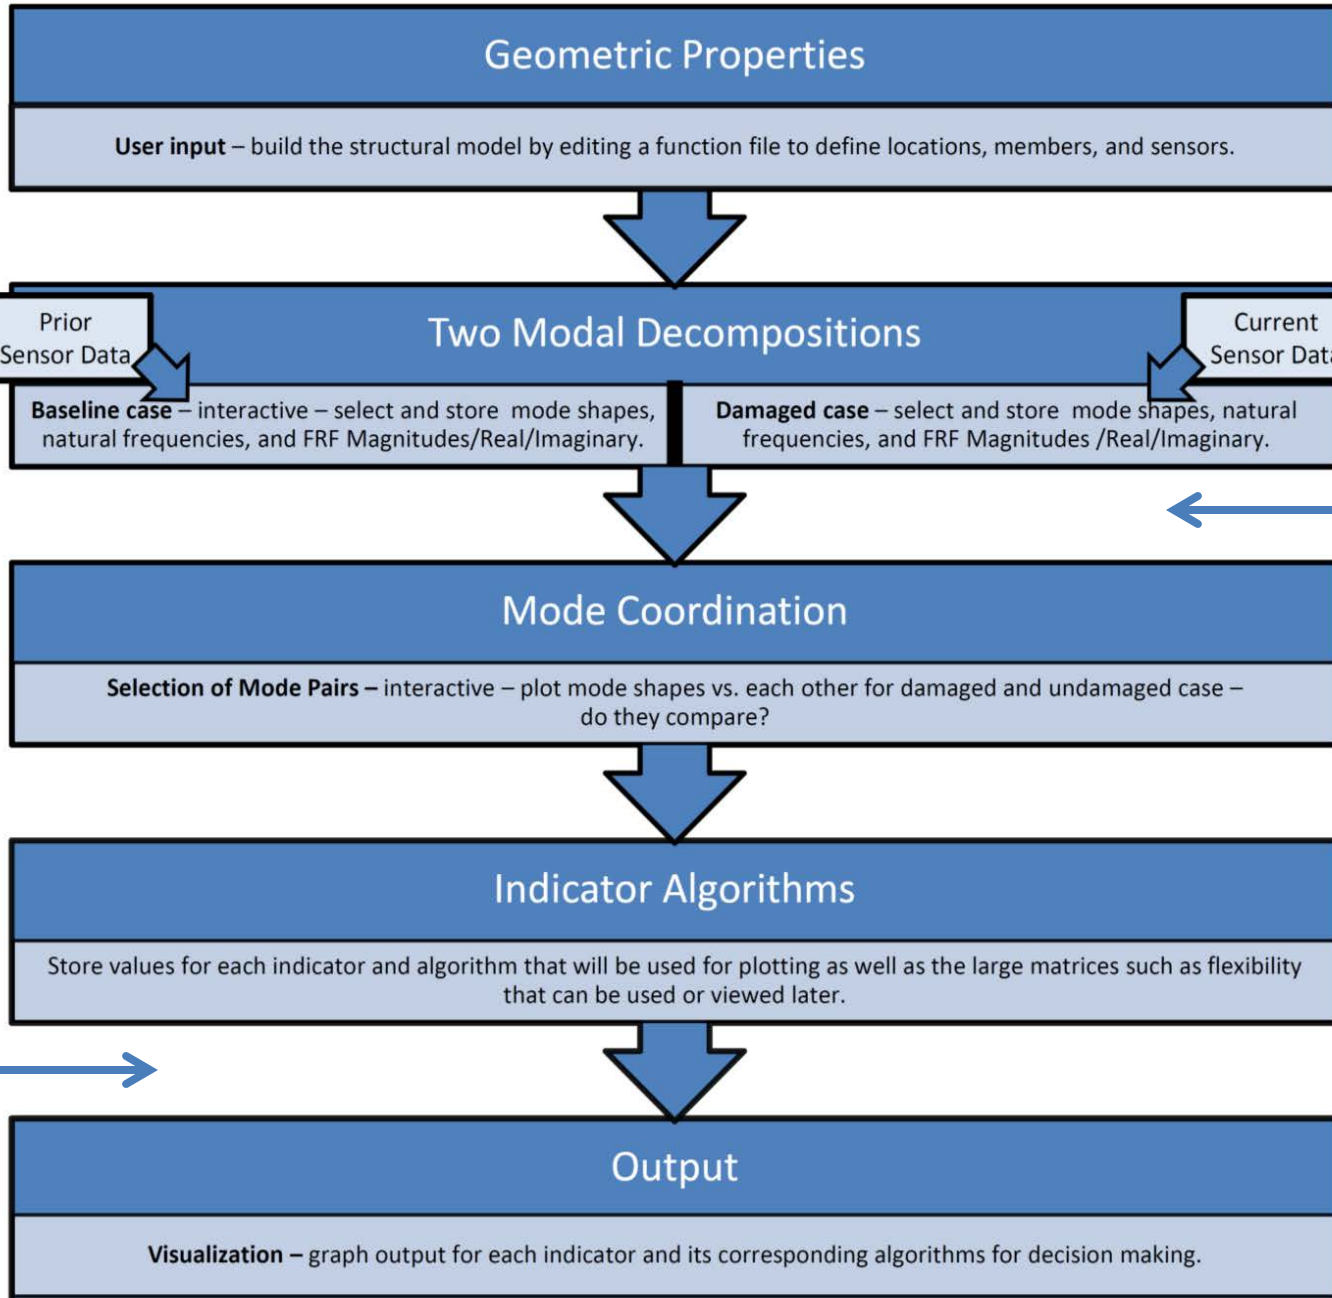 Geometric Properties
User input – build the structural model by editing a function file to define locations, members, and sensors.
Prior
Sensor Data
Two Modal Decompositions
Current
Sensor Data
Baseline case – interactive – select and store mode shapes,
natural frequencies, and FRF Magnitudes/Real/Imaginary.
Damaged case – select and store mode shapes, natural
frequencies, and FRF Magnitudes /Real/Imaginary.
Mode Coordination
Selection of Mode Pairs – interactive – plot mode shapes vs. each other for damaged and undamaged case –
do they compare?
Indicator Algorithms
Store values for each indicator and algorithm that will be used for plotting as well as the large matrices such as flexibility
that can be used or viewed later.
Output
Visualization – graph output for each indicator and its corresponding algorithms for decision making.